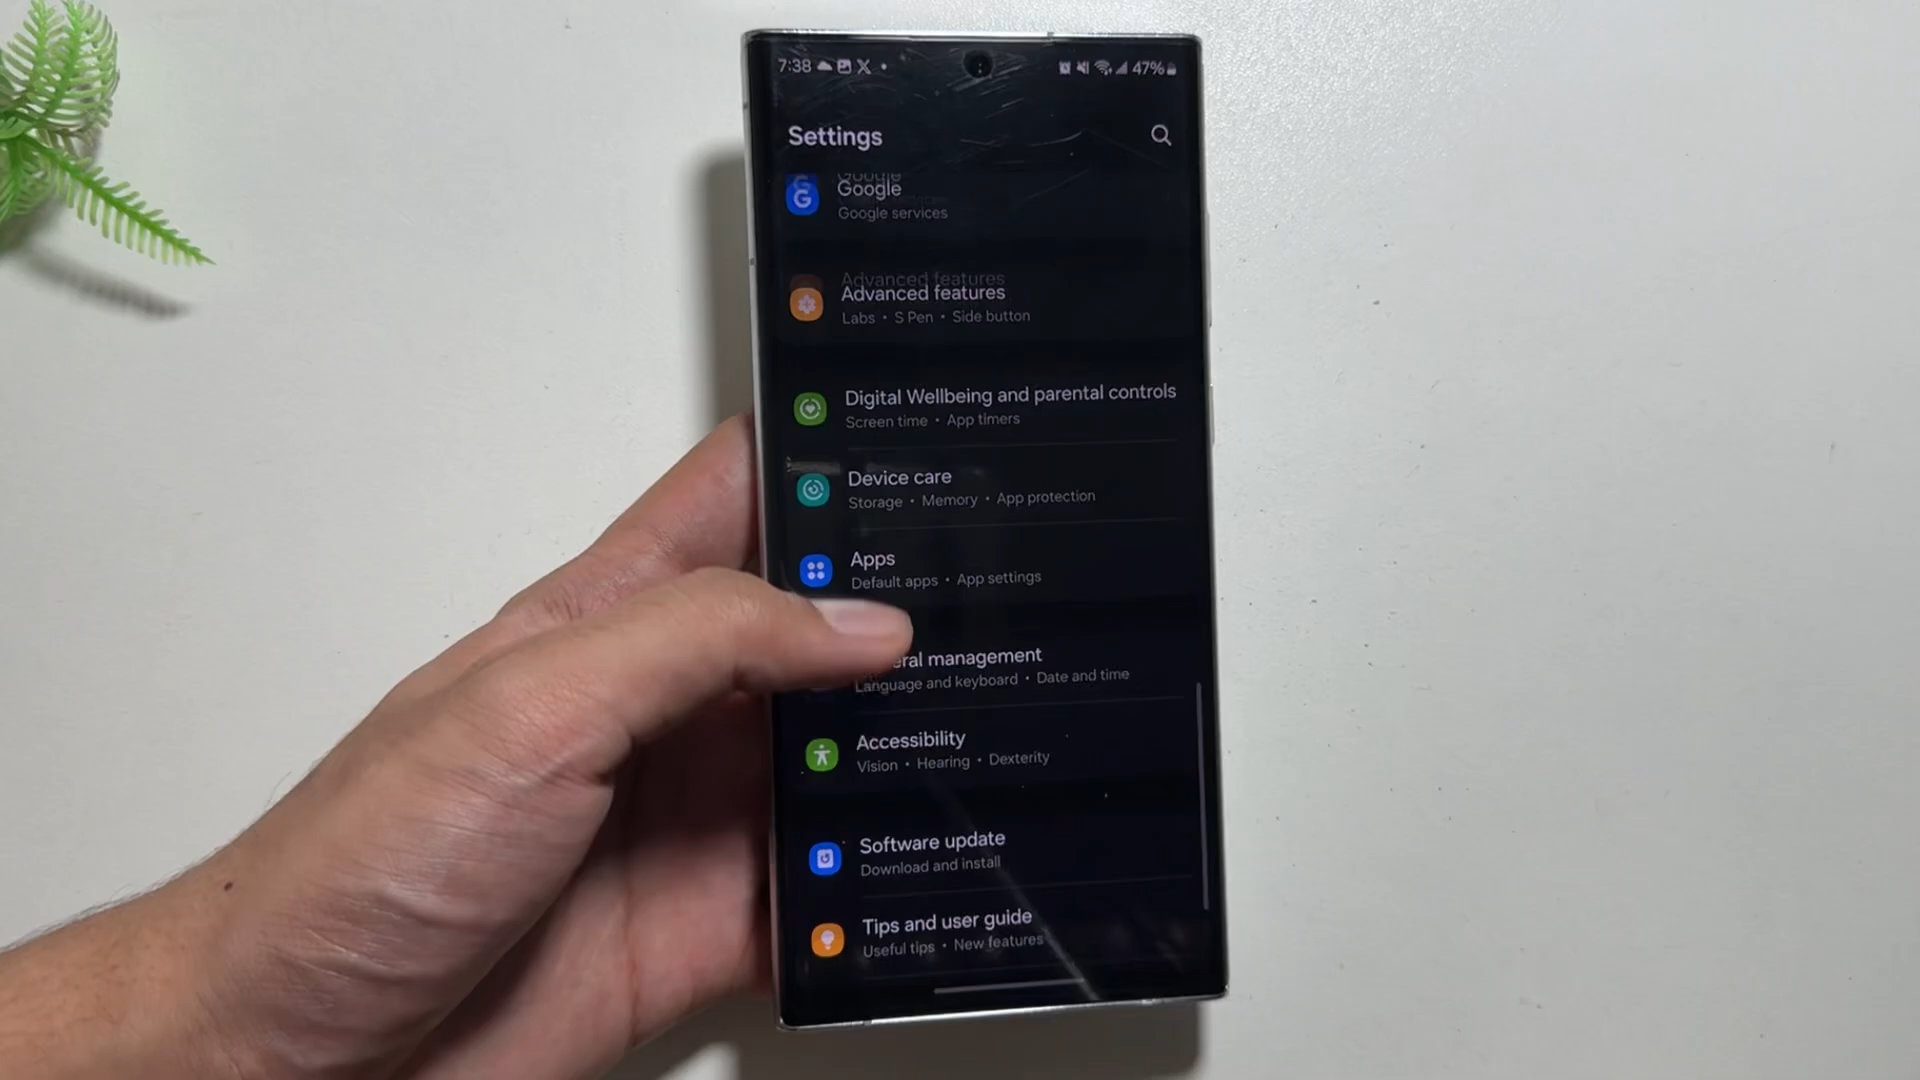 7:38 X 47%
Settings
Google
Google
Google services
Advanced features
Advanced features
Labs • S Pen • Side button
Digital Wellbeing and parental controls
Screen time • App timers
Device care
Storage • Memory • App protection
Apps
Default apps • App settings
eral management
Language and keyboard • Date and time
Accessibility
Vision • Hearing • Dexterity
Software update
Download and install
Tips and user guide
Useful tips • New features